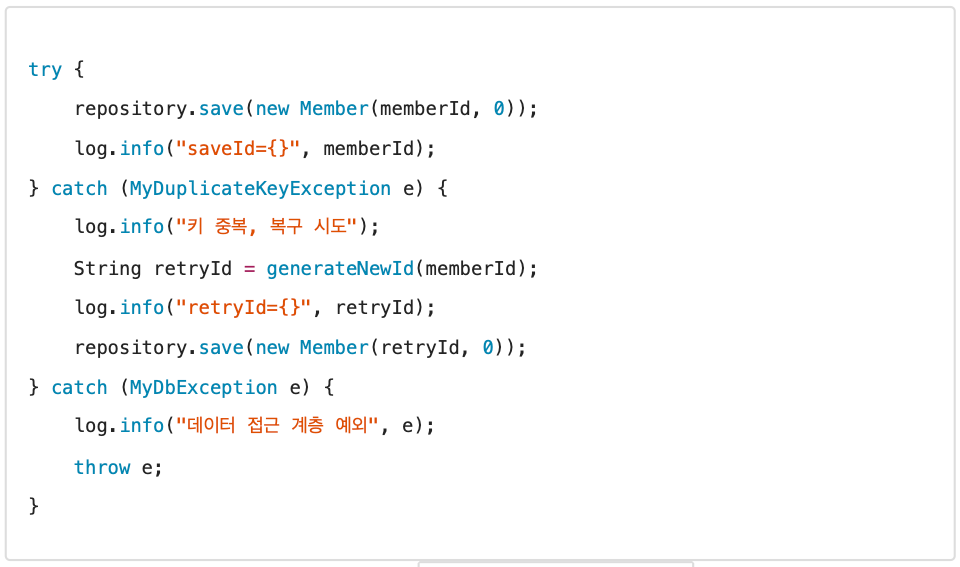 try {
    repository.save(new Member(memberId, 0));
    log.info("saveId={}", memberId);
} catch (MyDuplicateKeyException e) {
    log.info("키 중복, 복구 시도");
    String retryId = generateNewId(memberId);
    log.info("retryId={}", retryId);
    repository.save(new Member(retryId, 0));
} catch (MyDbException e) {
    log.info("데이터 접근 계층 예외", e);
    throw e;
}